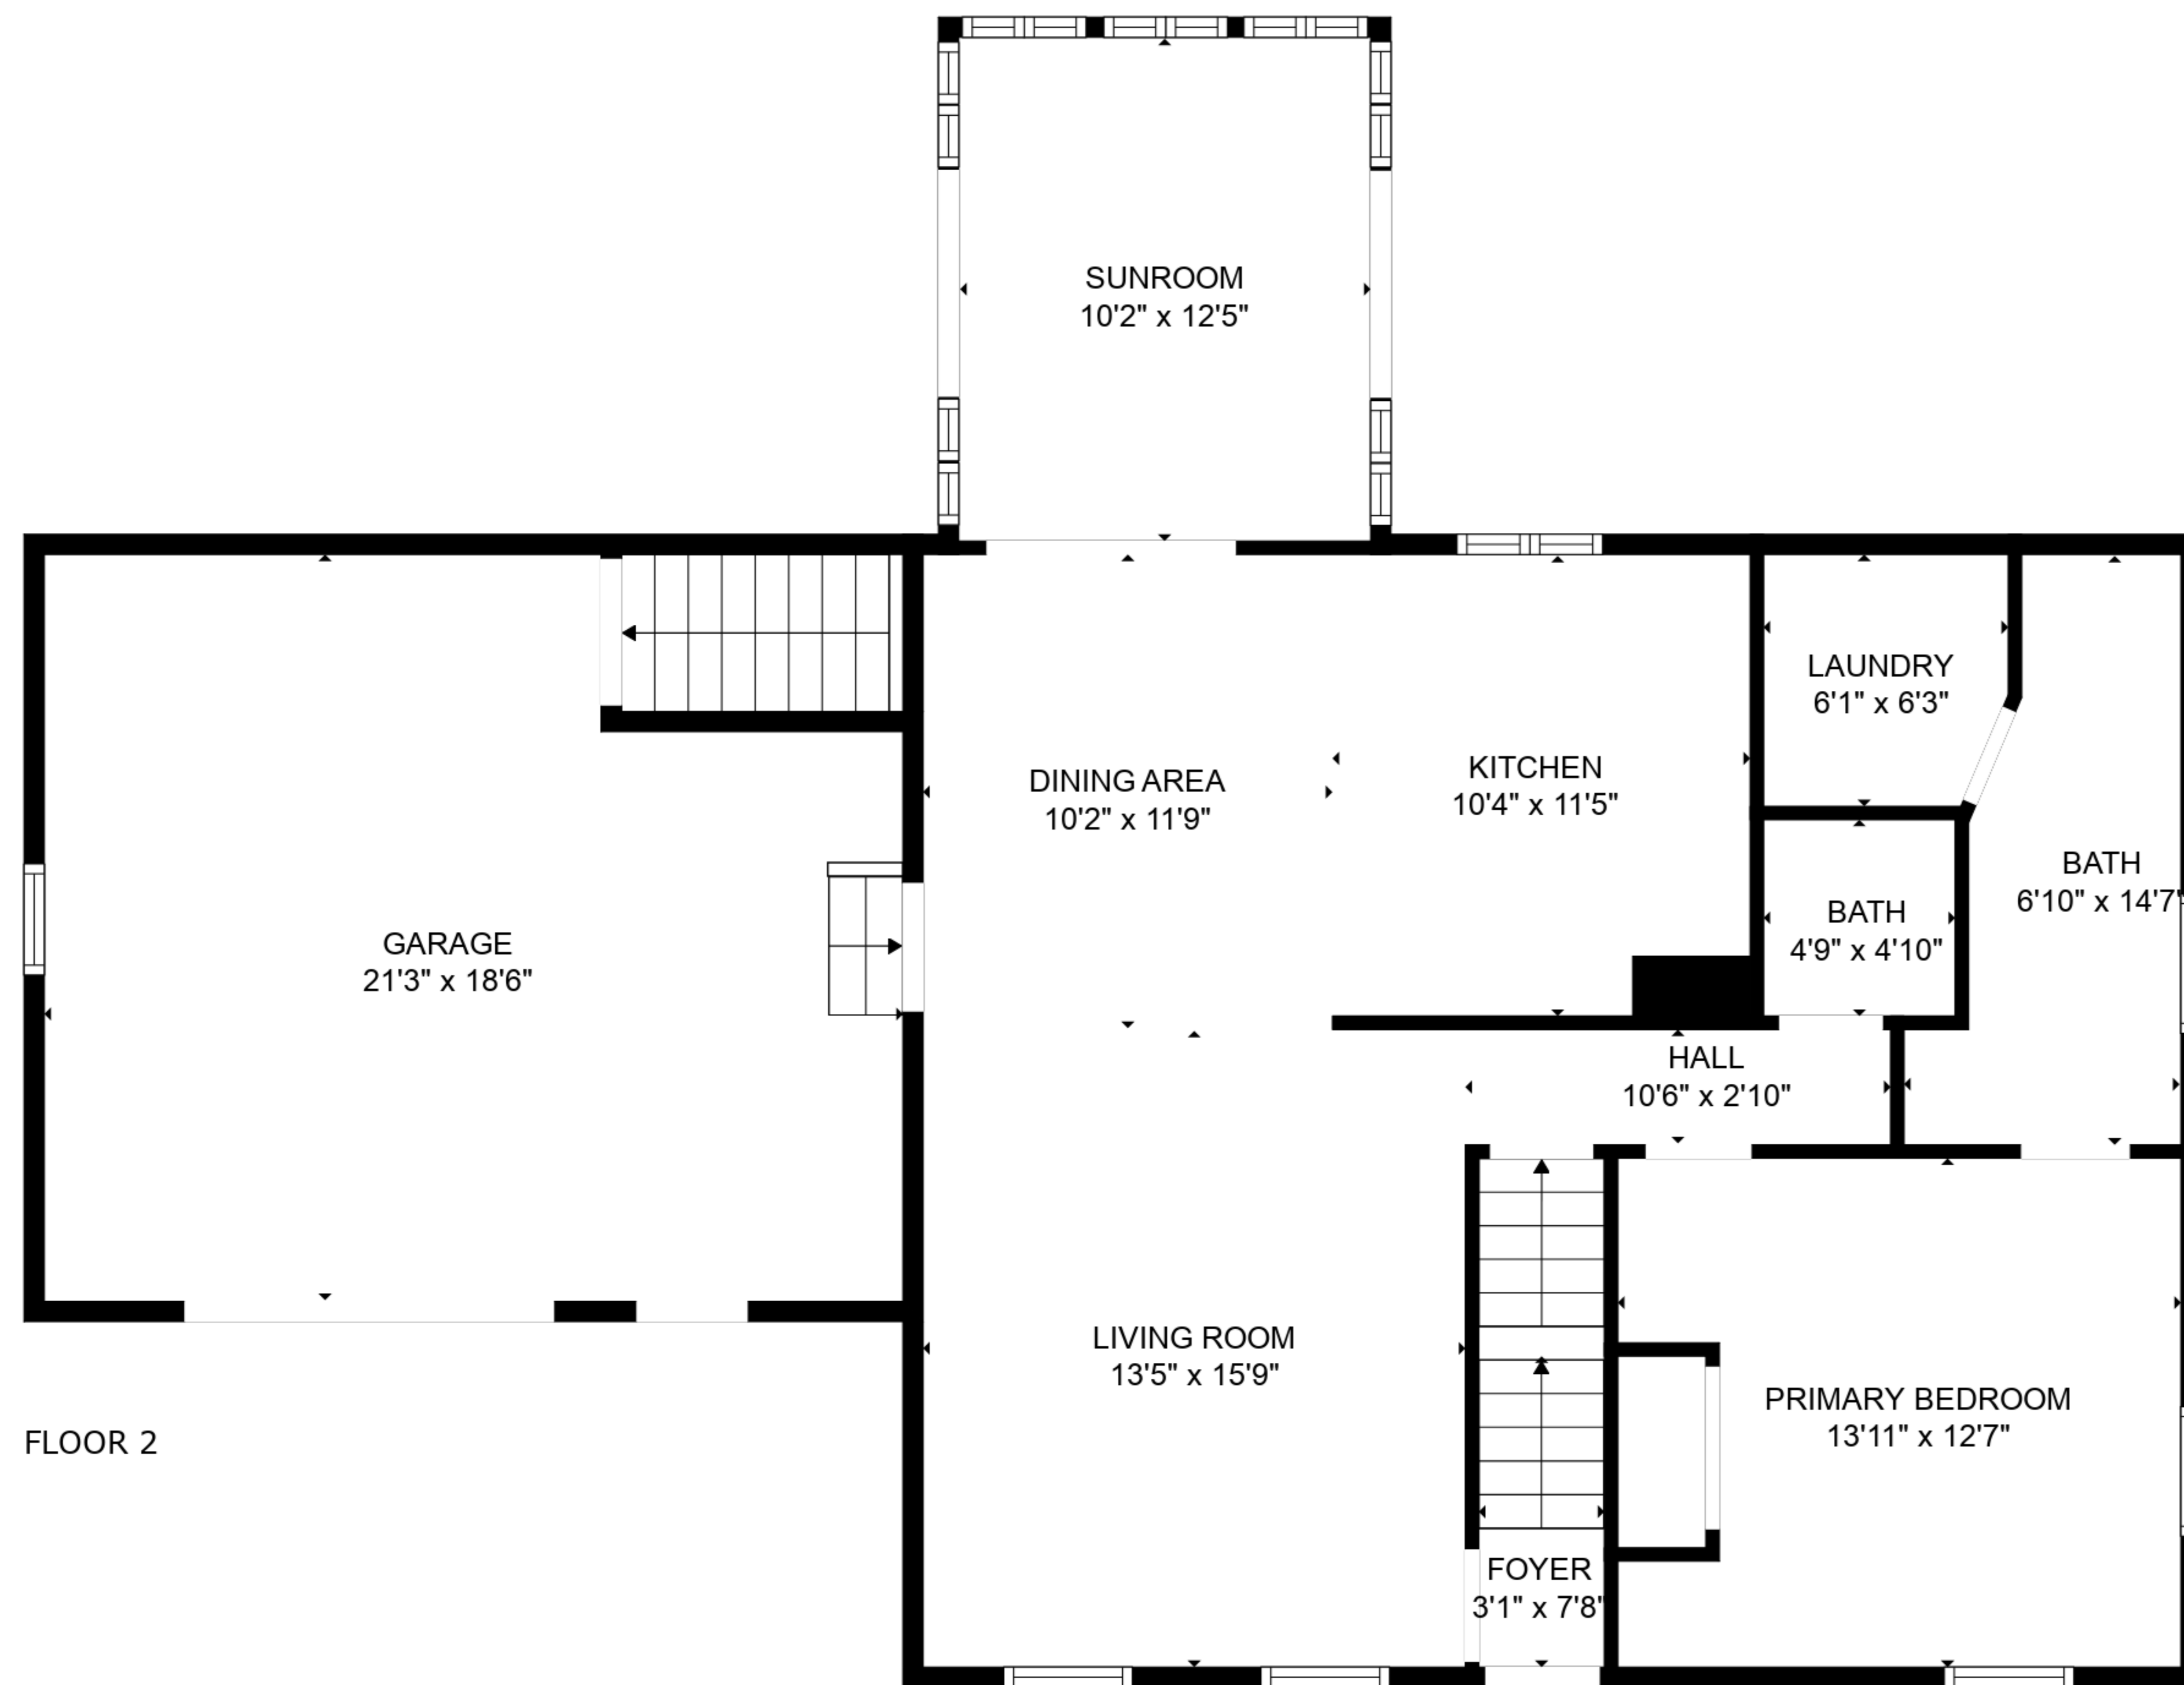 SUNROOM
10'2" x 12'5"
LAUNDRY
6'1" x 6'3"
DINING AREA
10'2" x 11'9"
KITCHEN
10'4" x 11'5"
BATH
6'10" x 14'7"
BATH
4'9" x 4'10"
GARAGE
21'3" x 18'6"
HALL
10'6" x 2'10"
LIVING ROOM
13'5" x 15'9"
PRIMARY BEDROOM
13'11" x 12'7"
FLOOR 2
FOYER
3'1" x 7'8"